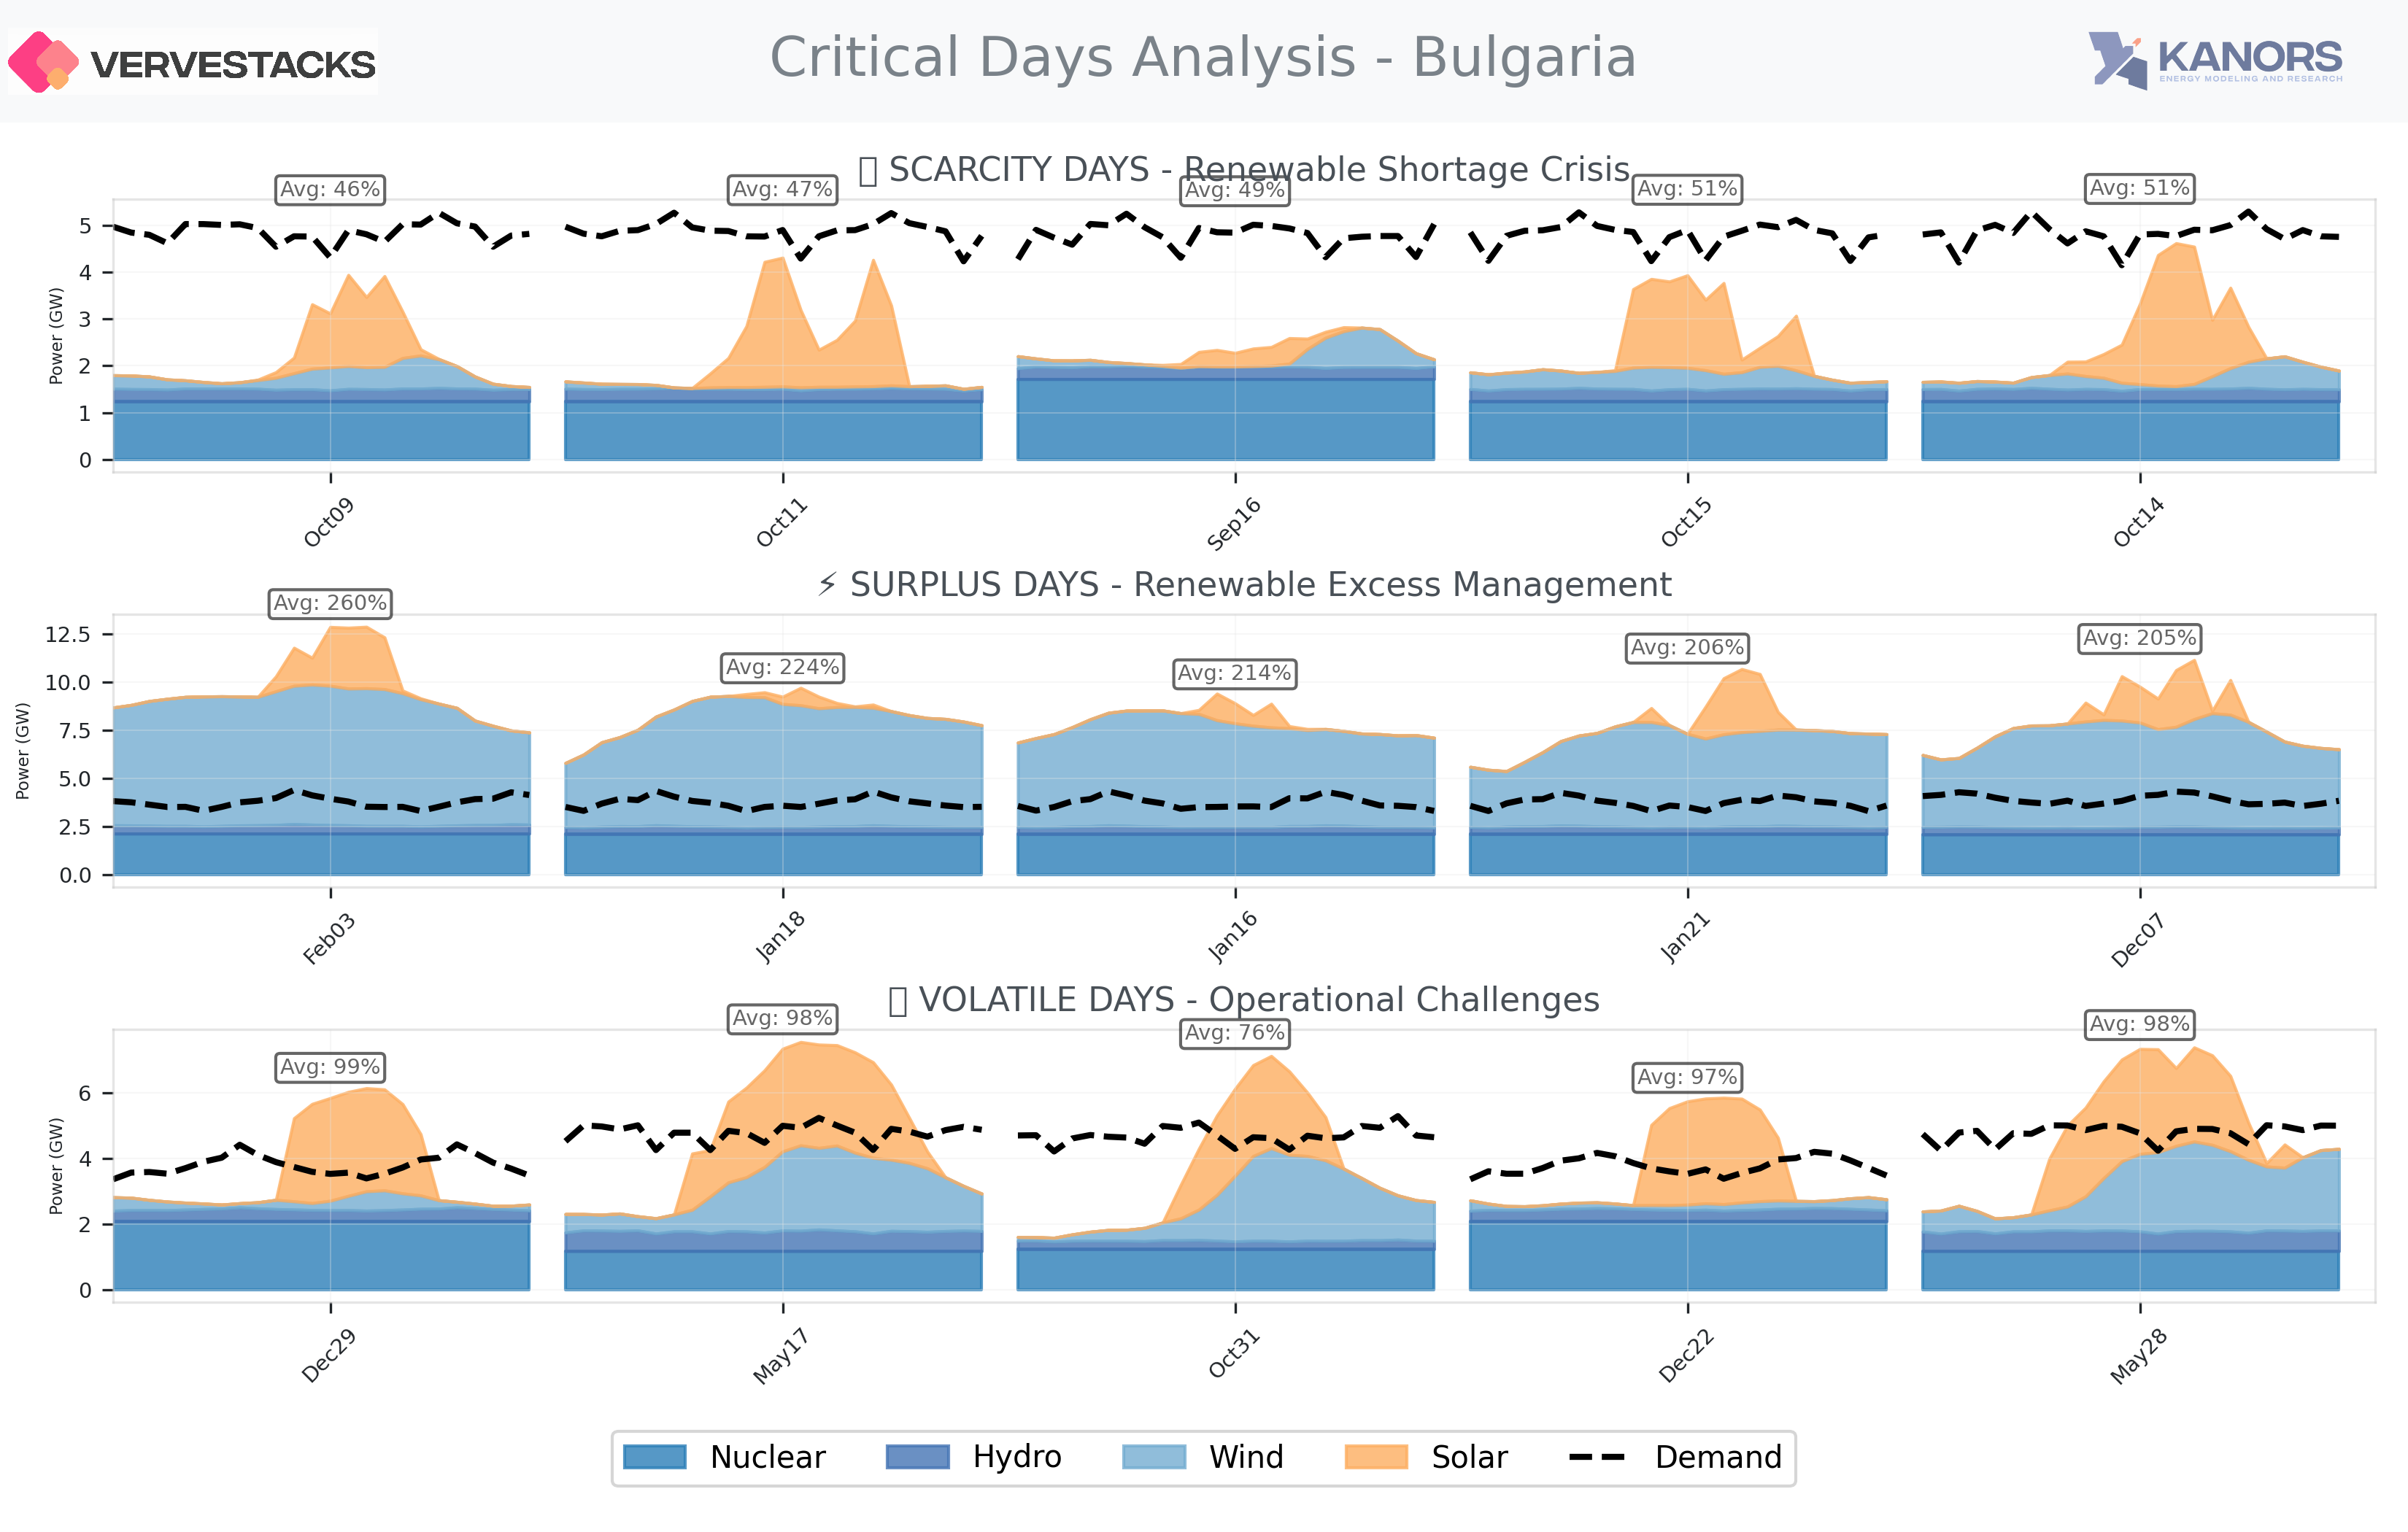 VERVESTACKS
Critical Days Analysis - Bulgaria
KANORS
ENERGY MODELING AND RESEARCH
SCARCITY DAYS - Renewable Shortage Crisis
Avg: 46%
Avg: 47%
Avg: 49%
Avg: 51%
Avg: 51%
Power (GW)
5
4
3
2
1
0
Oct09
Oct11
Sep16
Oct15
Oct14
⚡ SURPLUS DAYS - Renewable Excess Management
Avg: 260%
Avg: 224%
Avg: 214%
Avg: 206%
Avg: 205%
Power (GW)
12.5
10.0
7.5
5.0
2.5
0.0
Feb03
Jan18
Jan16
Jan21
Dec07
VOLATILE DAYS - Operational Challenges
Avg: 99%
Avg: 98%
Avg: 76%
Avg: 97%
Avg: 98%
Power (GW)
6
4
2
0
Dec29
May17
Oct31
Dec22
May28
Nuclear Hydro Wind Solar Demand